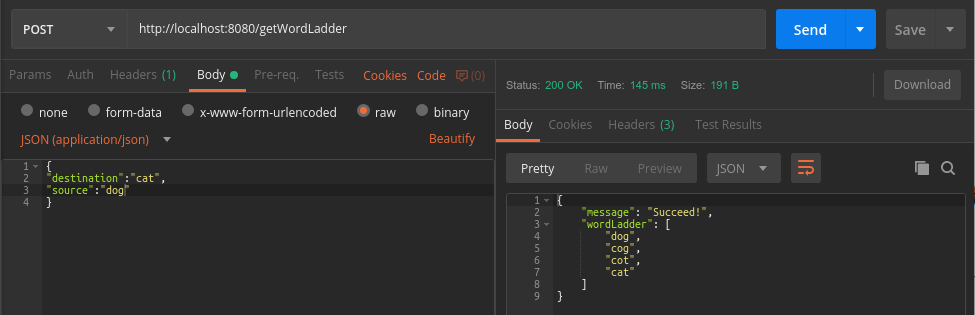 POST http://localhost:8080/getWordLadder Send Save
Params Auth Headers (1) Body Pre-req. Tests Cookies Code (0)
none form-data x-www-form-urlencoded raw binary
JSON (application/json) Beautify
1 {
2 "destination":"cat",
3 "source":"dog"
4 }
Status: 200 OK Time: 145 ms Size: 191 B Download
Body Cookies Headers (3) Test Results
Pretty Raw Preview JSON
1 {
2 "message": "Succeed!",
3 "wordLadder": [
4 "dog",
5 "cog",
6 "cot",
7 "cat"
8 ]
9 }